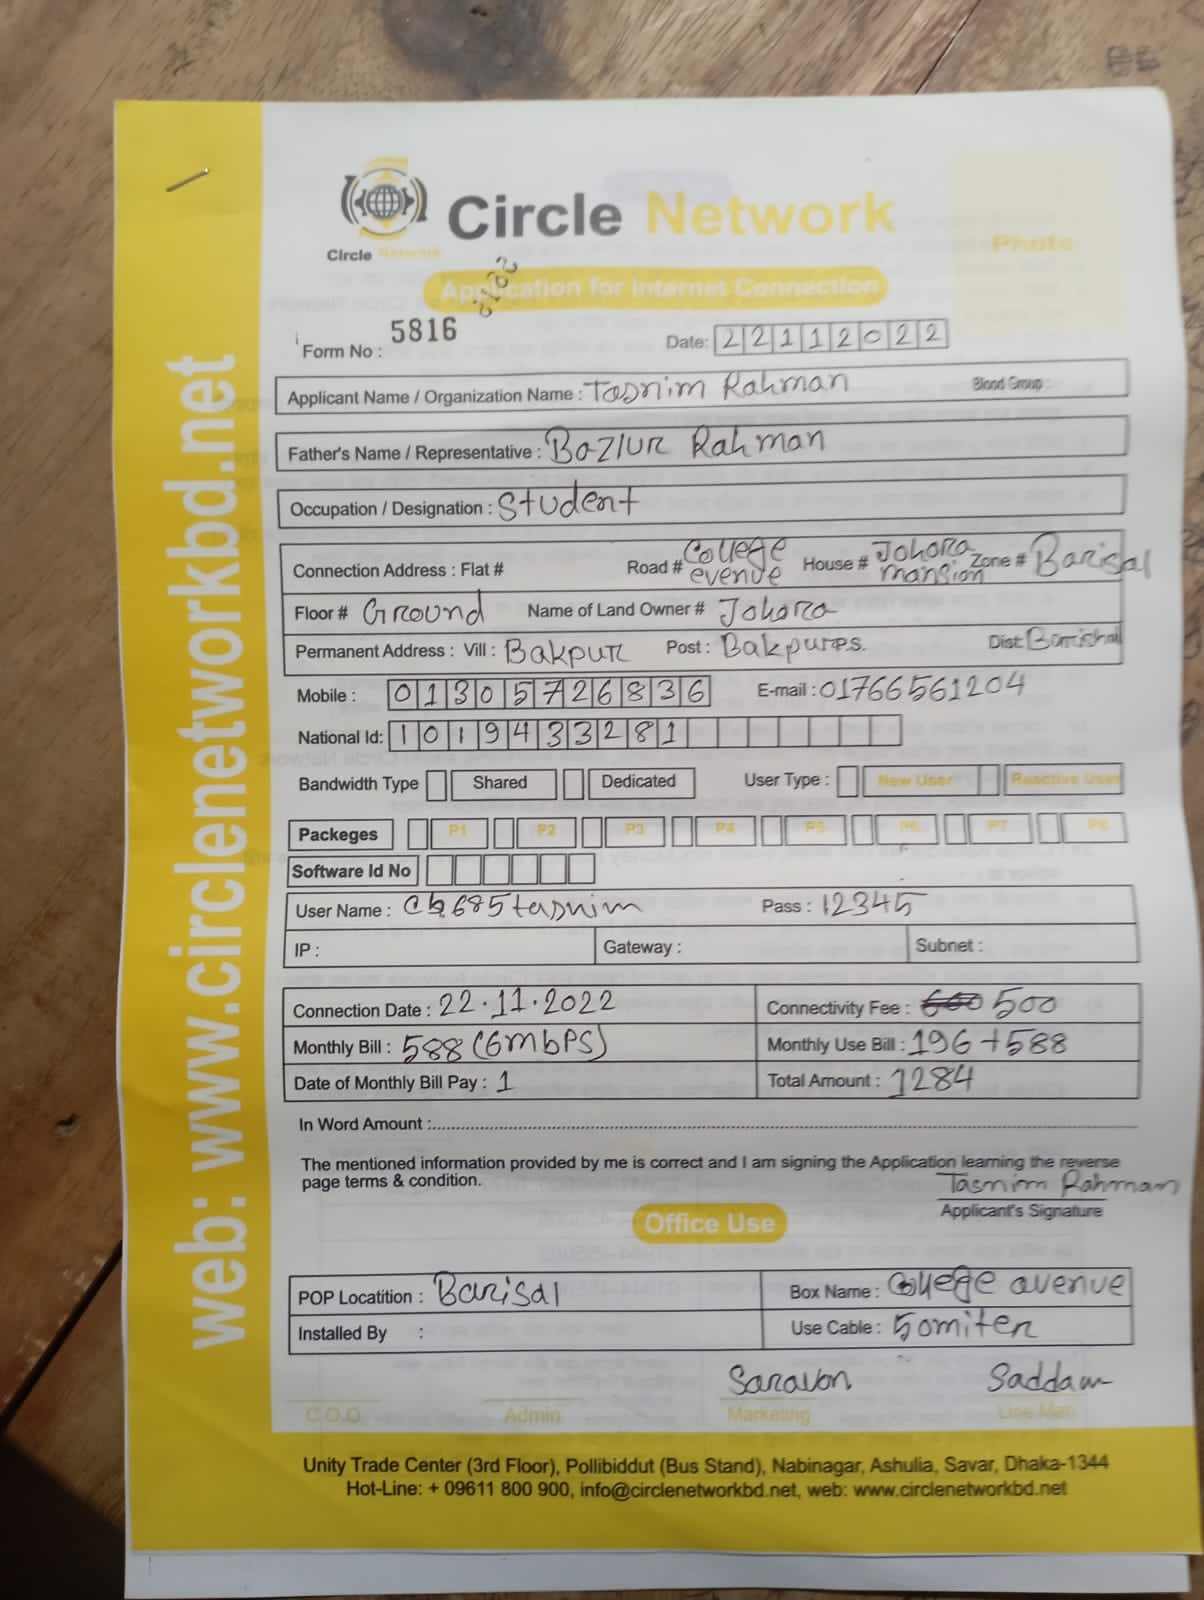 Circle Network
Circle Network
Photo
Application for Internet Connection
Form No : 5816
Date: 22112022
Applicant Name / Organization Name : Tasnim Rahman Blood Group :
Father's Name / Representative : Bazlur Rahman
Occupation / Designation : Student
Connection Address : Flat # Road # College evenue House # Johora mansion Zone # Barisal
Floor # Ground Name of Land Owner # Johora
Permanent Address : Vill : Bakpur Post : Bakpur P.S. Dist: Barishal
Mobile : 01305726836 E-mail : 01766561204
National Id: 1019433281
Bandwidth Type Shared Dedicated User Type : New User Reactive User
Packeges P1 P2 P3 P4 P5 P6 P7 P8
Software Id No
User Name : Pass : 12345
IP : Gateway : Subnet :
Connection Date : 22.11.2022 Connectivity Fee : 500
Monthly Bill : 588 (6mbPS) Monthly Use Bill : 196+588
Date of Monthly Bill Pay : 1 Total Amount : 1284
In Word Amount :
The mentioned information provided by me is correct and I am signing the Application learning the reverse
page terms & condition.
Tasnim Rahman
Applicant's Signature
Office Use
POP Locatition : Barisal Box Name : College avenue
Installed By : Use Cable : 50miter
Saravon Saddam
C.O.O. Admin Marketing Line Man
Unity Trade Center (3rd Floor), Pollibiddut (Bus Stand), Nabinagar, Ashulia, Savar, Dhaka-1344
Hot-Line: + 09611 800 900, info@circlenetworkbd.net, web: www.circlenetworkbd.net
web: www.circlenetworkbd.net